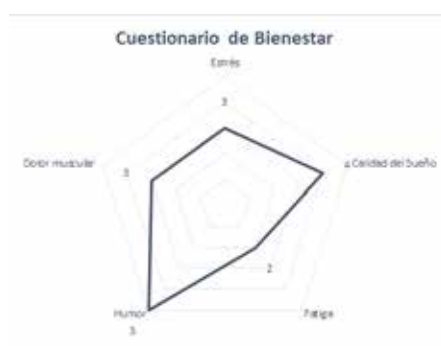 Cuestionario de Bienestar
Estrés
3
Dolor muscular
3
4 Calidad del Sueño
2
Humor
5
Fatiga